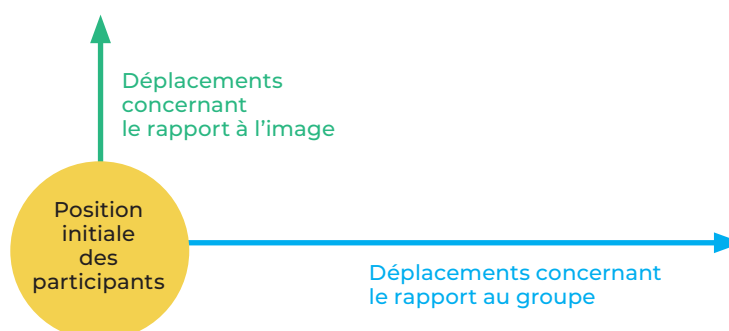 Déplacements
concernant
le rapport à l’image
Position
initiale
des
participants
Déplacements concernant
le rapport au groupe